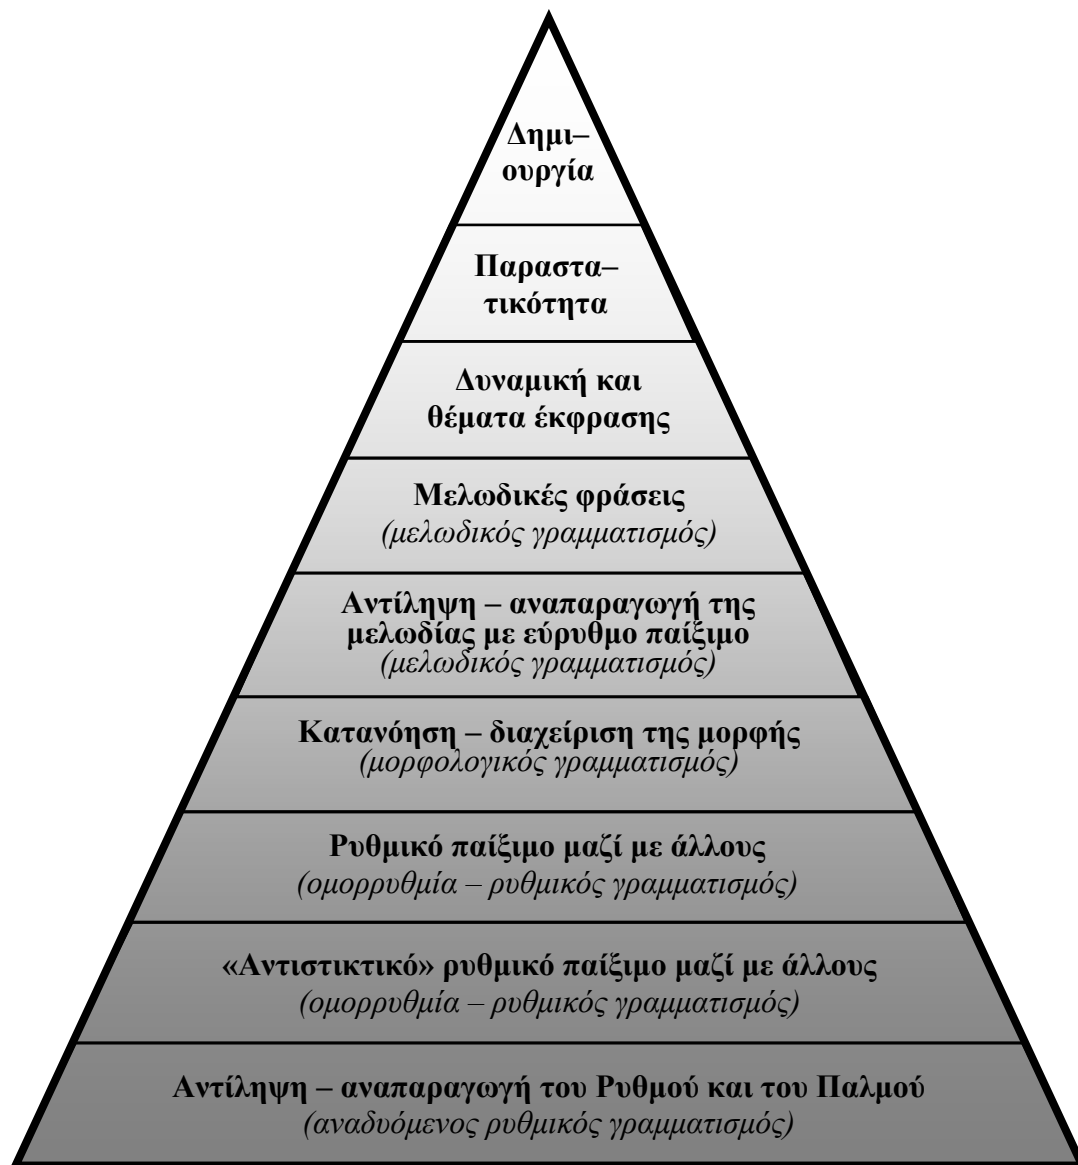 Δημι–
ουργία
Παραστα–
τικότητα
Δυναμική και
θέματα έκφρασης
Μελωδικές φράσεις
(μελωδικός γραμματισμός)
Αντίληψη – αναπαραγωγή της
μελωδίας με εύρυθμο παίξιμο
(μελωδικός γραμματισμός)
Κατανόηση – διαχείριση της μορφής
(μορφολογικός γραμματισμός)
Ρυθμικό παίξιμο μαζί με άλλους
(ομορρυθμία – ρυθμικός γραμματισμός)
«Αντιστικτικό» ρυθμικό παίξιμο μαζί με άλλους
(ομορρυθμία – ρυθμικός γραμματισμός)
Αντίληψη – αναπαραγωγή του Ρυθμού και του Παλμού
(αναδυόμενος ρυθμικός γραμματισμός)